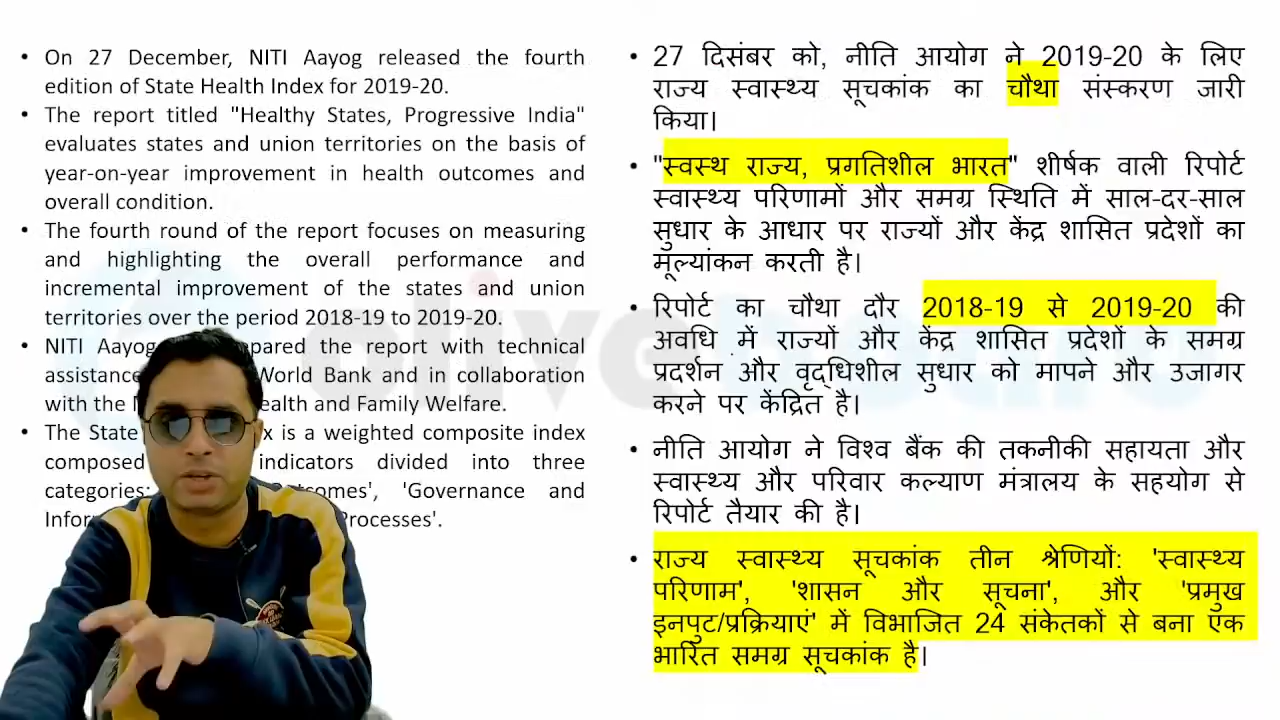 • On 27 December, NITI Aayog released the fourth
edition of State Health Index for 2019-20.
• The report titled "Healthy States, Progressive India"
evaluates states and union territories on the basis of
year-on-year improvement in health outcomes and
overall condition.
• The fourth round of the report focuses on measuring
and highlighting the overall performance and
incremental improvement of the states and union
territories over the period 2018-19 to 2019-20.
• NITI Aayog the report with technical
assistance World Bank and in collaboration
with the and Family Welfare.
• The State is a weighted composite index
composed indicators divided into three
categories: 'Governance and
• 27 दिसंबर को, नीति आयोग ने 2019-20 के लिए
राज्य स्वास्थ्य सूचकांक का चौथा संस्करण जारी
किया।
• "स्वस्थ राज्य, प्रगतिशील भारत" शीर्षक वाली रिपोर्ट
स्वास्थ्य परिणामों और समग्र स्थिति में साल-दर-साल
सुधार के आधार पर राज्यों और केंद्र शासित प्रदेशों का
मूल्यांकन करती है।
• रिपोर्ट का चौथा दौर 2018-19 से 2019-20 की
अवधि में राज्यों और केंद्र शासित प्रदेशों के समग्र
प्रदर्शन और वृद्धिशील सुधार को मापने और उजागर
करने पर केंद्रित है।
• नीति आयोग ने विश्व बैंक की तकनीकी सहायता और
स्वास्थ्य और परिवार कल्याण मंत्रालय के सहयोग से
रिपोर्ट तैयार की है।
• राज्य स्वास्थ्य सूचकांक तीन श्रेणियों: 'स्वास्थ्य
परिणाम', 'शासन और सूचना', और 'प्रमुख
इनपुट/प्रक्रियाएं' में विभाजित 24 संकेतकों से बना एक
भारित समग्र सूचकांक है।